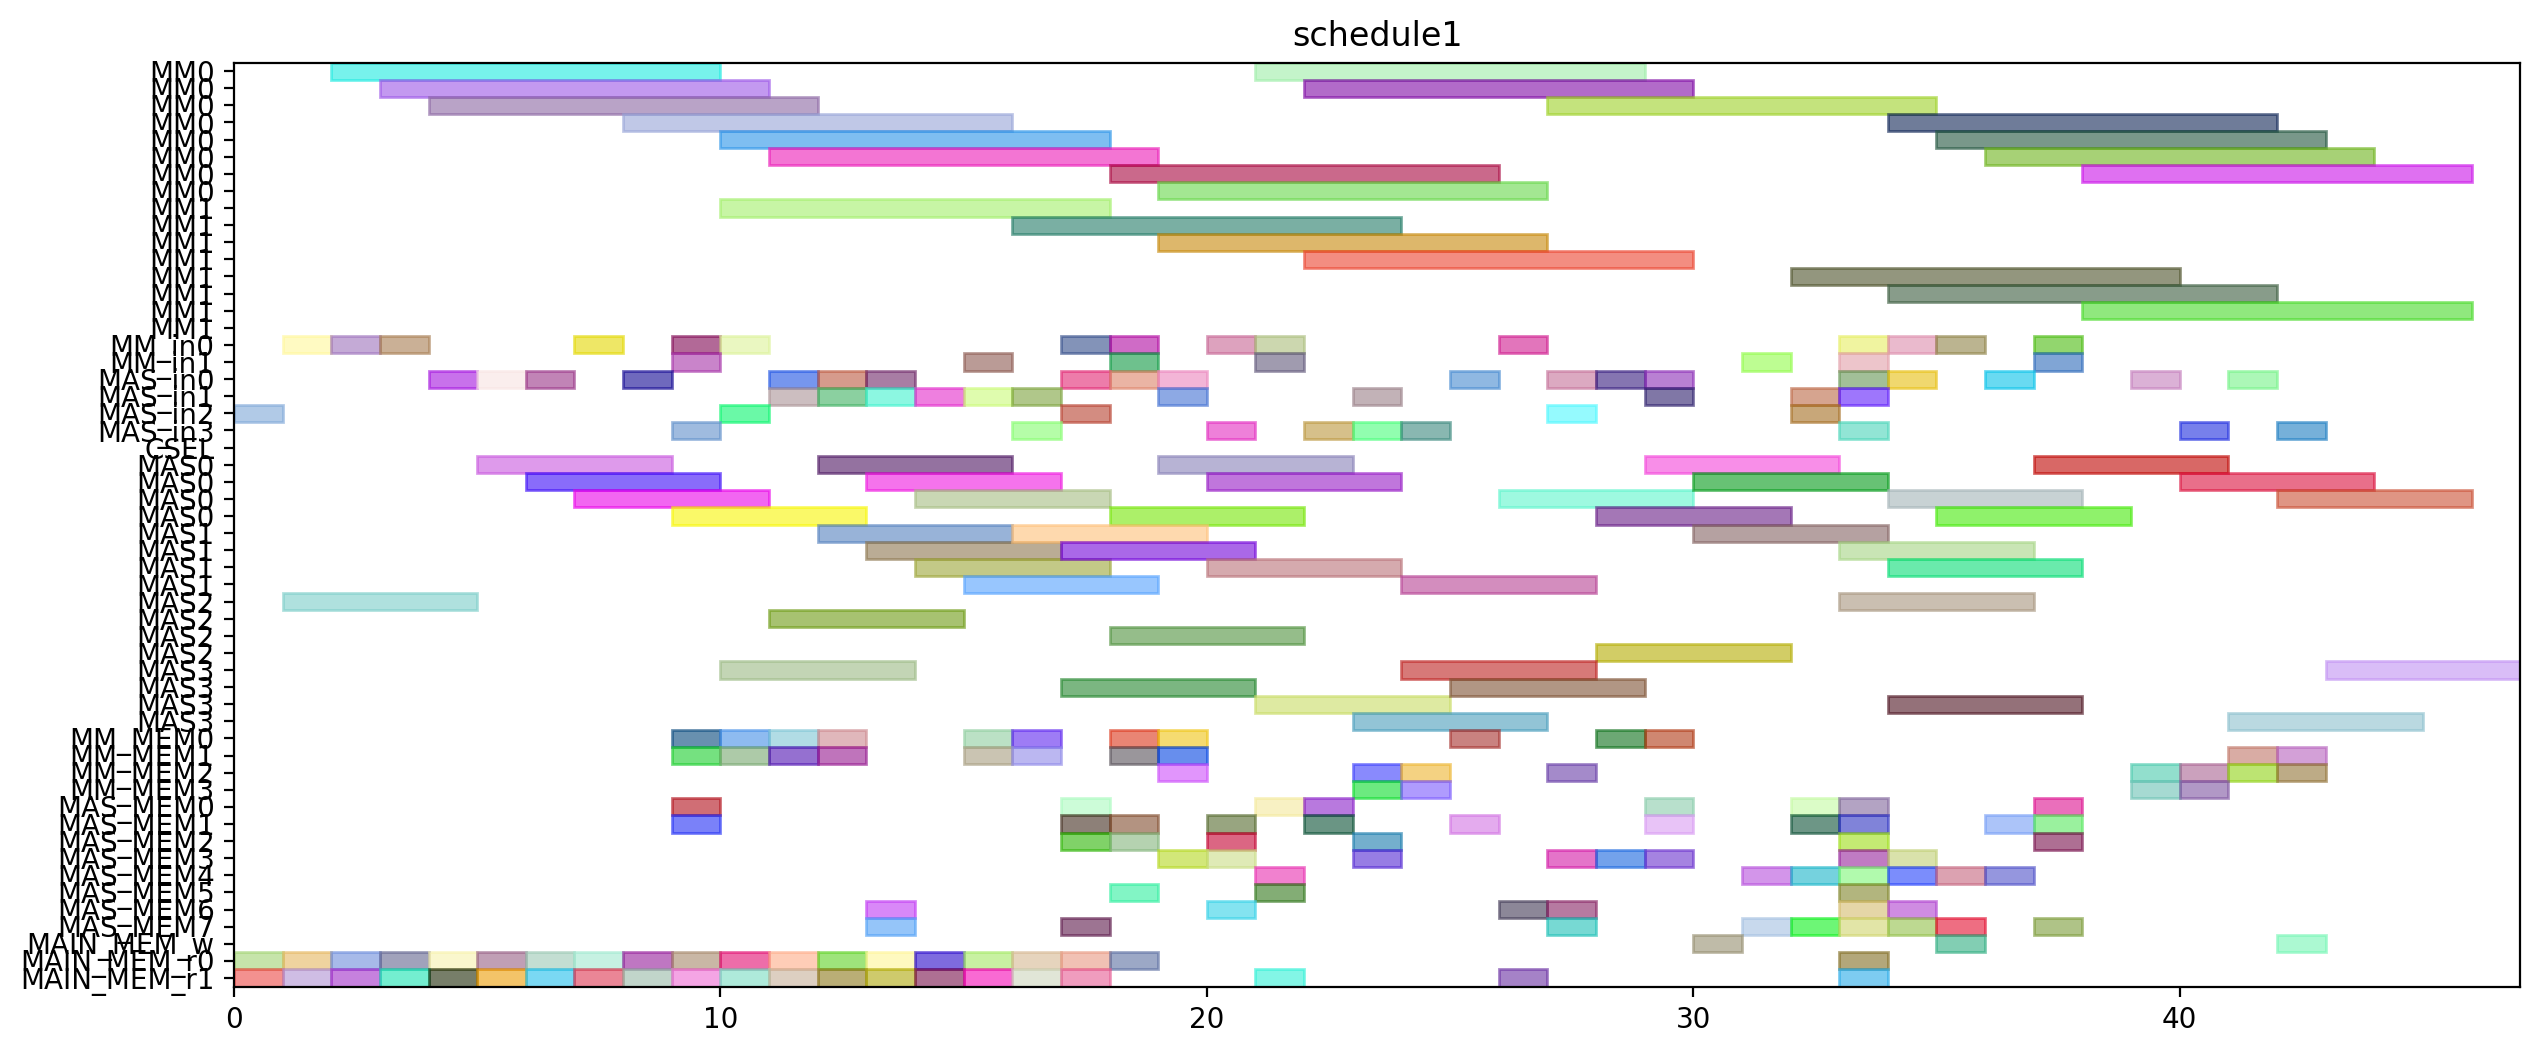 schedule1
MM0
MM0
MM0
MM0
MM0
MM0
MM0
MM0
MM1
MM1
MM1
MM1
MM1
MM1
MM1
MM1
MM_in0
MM_in1
MAS_in0
MAS_in1
MAS_in2
MAS_in3
CSEL
MAS0
MAS0
MAS0
MAS0
MAS1
MAS1
MAS1
MAS1
MAS2
MAS2
MAS2
MAS2
MAS3
MAS3
MAS3
MAS3
MM_MEM0
MM_MEM1
MM_MEM2
MM_MEM3
MAS_MEM0
MAS_MEM1
MAS_MEM2
MAS_MEM3
MAS_MEM4
MAS_MEM5
MAS_MEM6
MAS_MEM7
MAIN_MEM_w
MAIN_MEM_r0
MAIN_MEM_r1
0 10 20 30 40